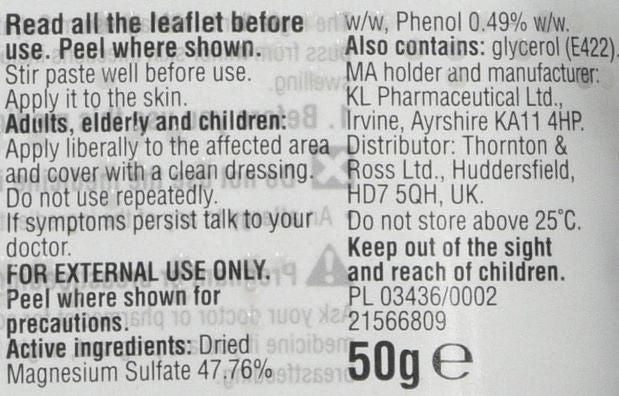 Read all the leaflet before
use. Peel where shown.
Stir paste well before use.
Apply it to the skin.
Adults, elderly and children:
Apply liberally to the affected area
and cover with a clean dressing.
Do not use repeatedly.
If symptoms persist talk to your
doctor.
FOR EXTERNAL USE ONLY.
Peel where shown for
precautions.
Active ingredients: Dried
Magnesium Sulfate 47.76%
w/w, Phenol 0.49% w/w.
Also contains: glycerol (E422).
MA holder and manufacturer:
KL Pharmaceutical Ltd.,
Irvine, Ayrshire KA11 4HP.
Distributor: Thornton &
Ross Ltd., Huddersfield,
HD7 5QH, UK.
Do not store above 25°C.
Keep out of the sight
and reach of children.
PL 03436/0002
21566809
50g e